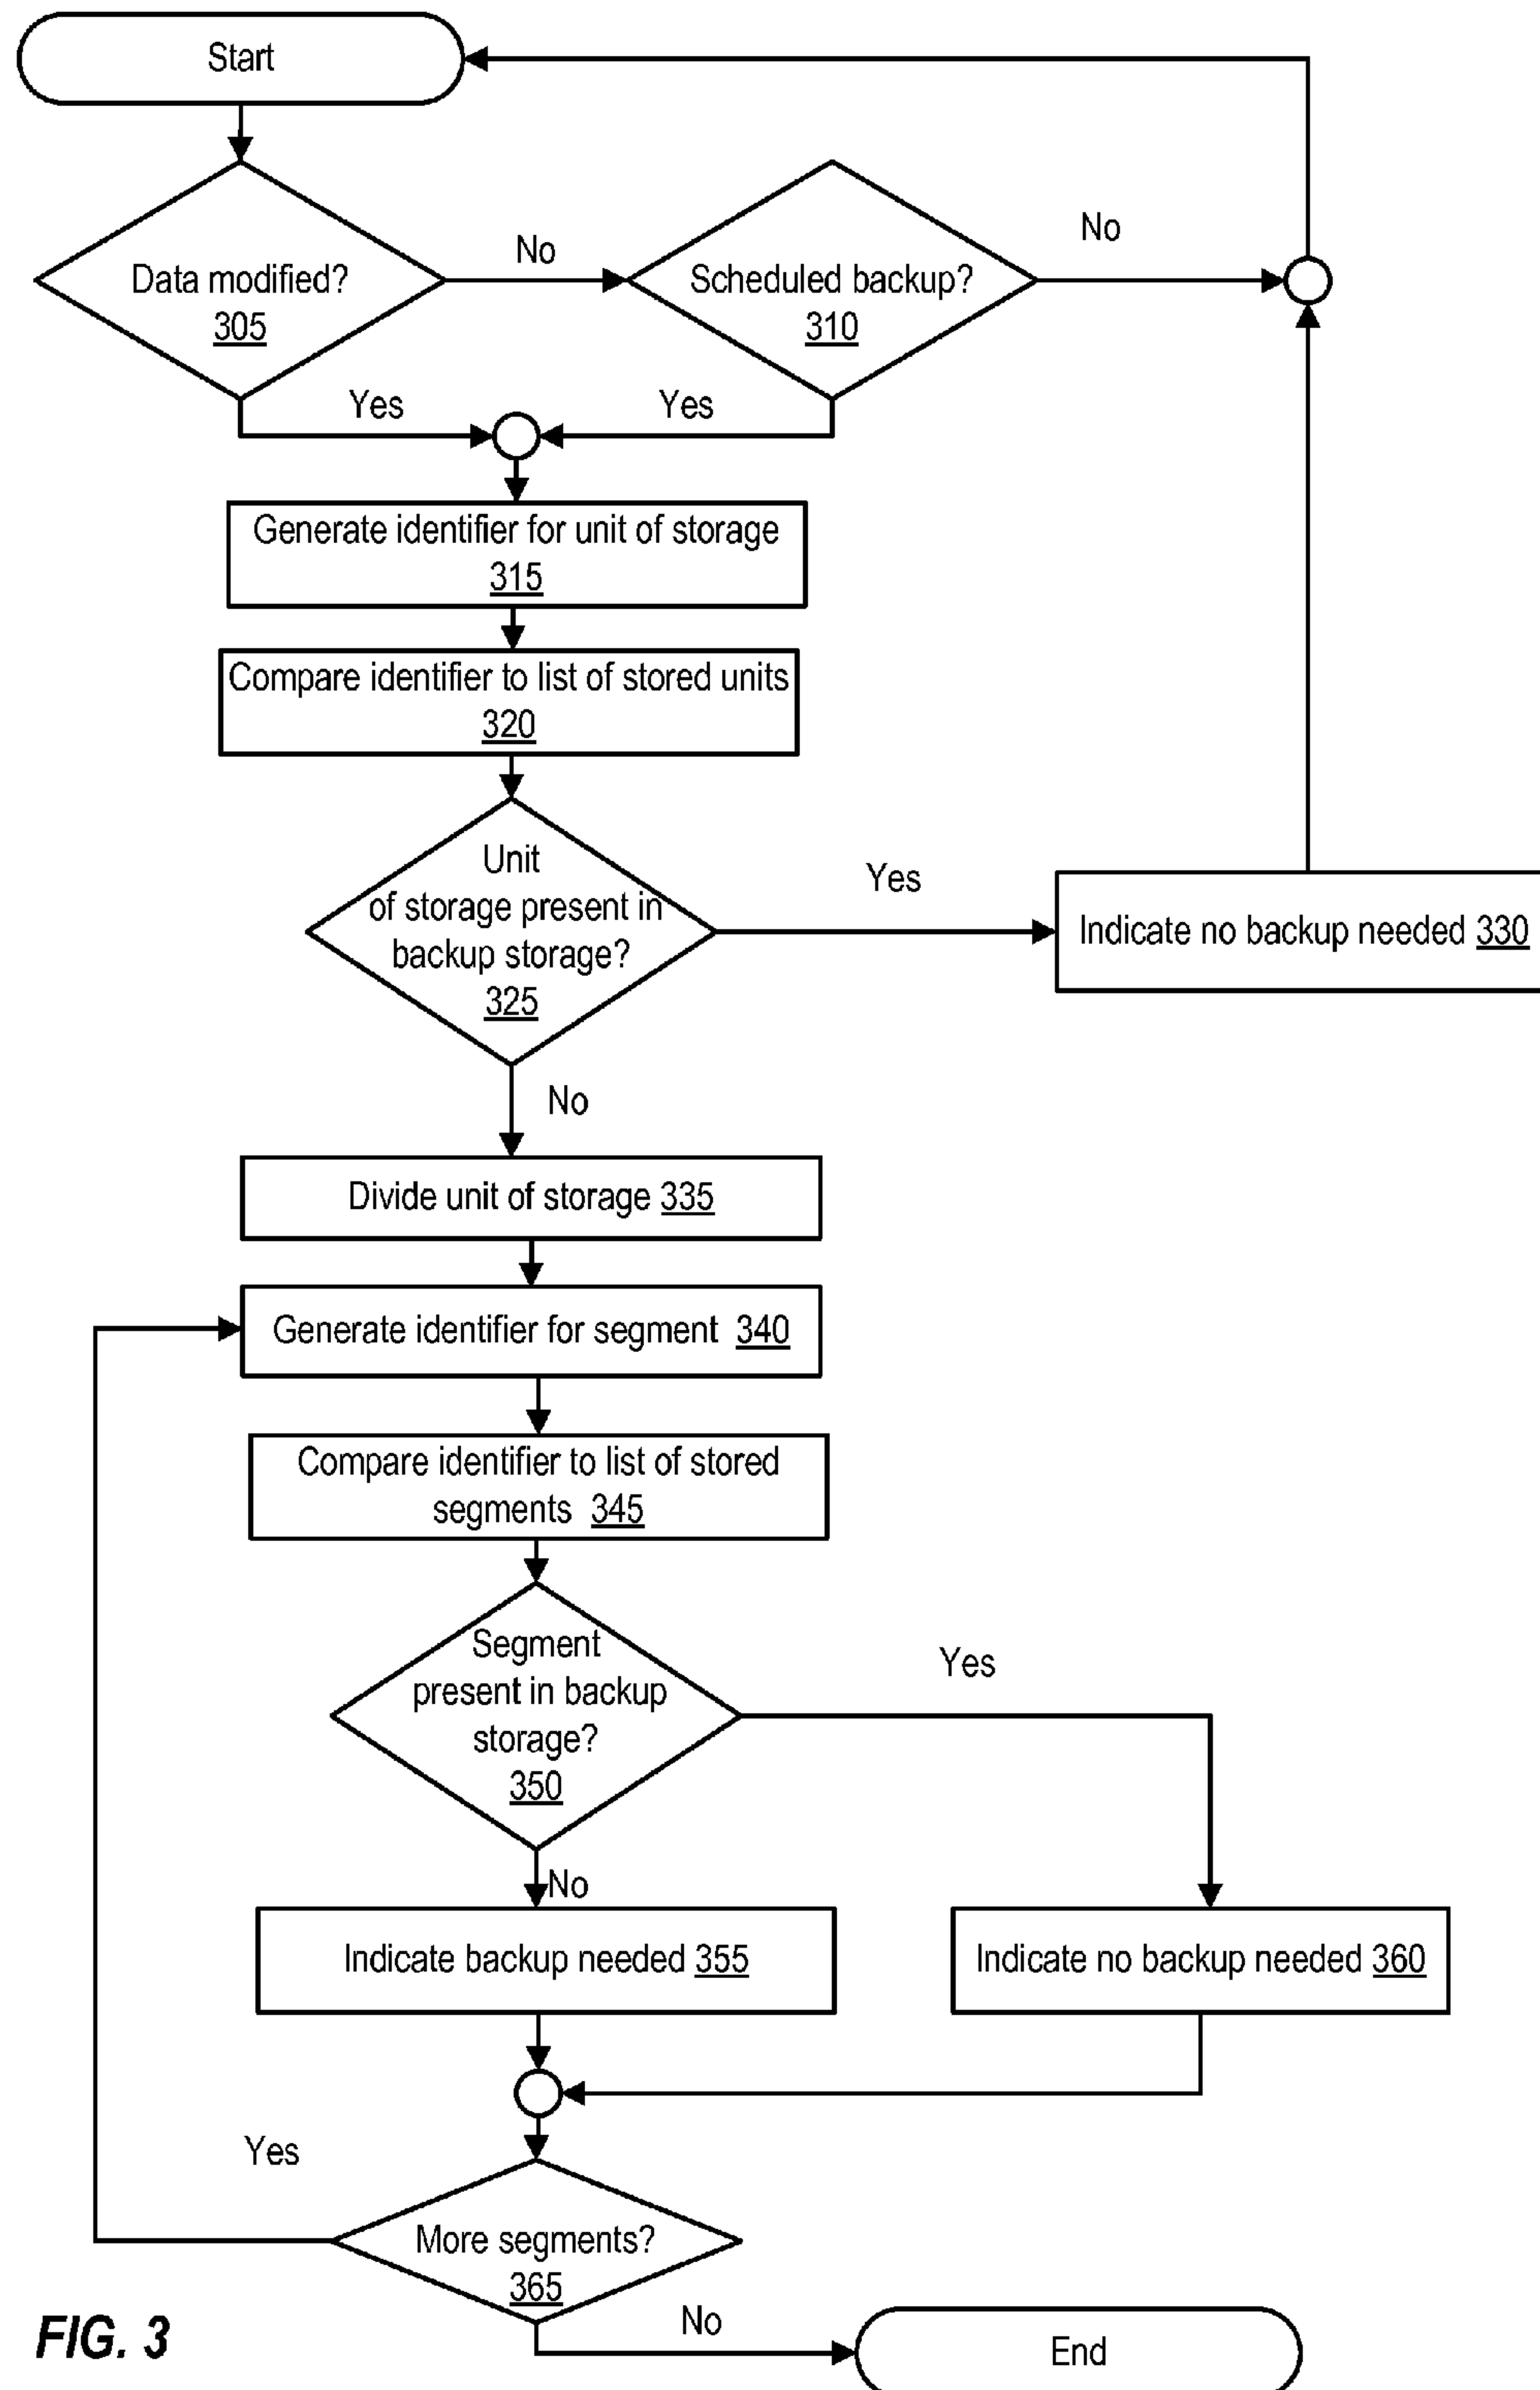 Start
Data modified?
305
No
Scheduled backup?
310
No
Yes
Yes
Generate identifier for unit of storage
315
Compare identifier to list of stored units
320
Unit
of storage present in
backup storage?
325
Yes
Indicate no backup needed 330
No
Divide unit of storage 335
Generate identifier for segment 340
Compare identifier to list of stored
segments 345
Segment
present in backup
storage?
350
Yes
No
Indicate backup needed 355
Indicate no backup needed 360
Yes
More segments?
365
No
End
FIG. 3